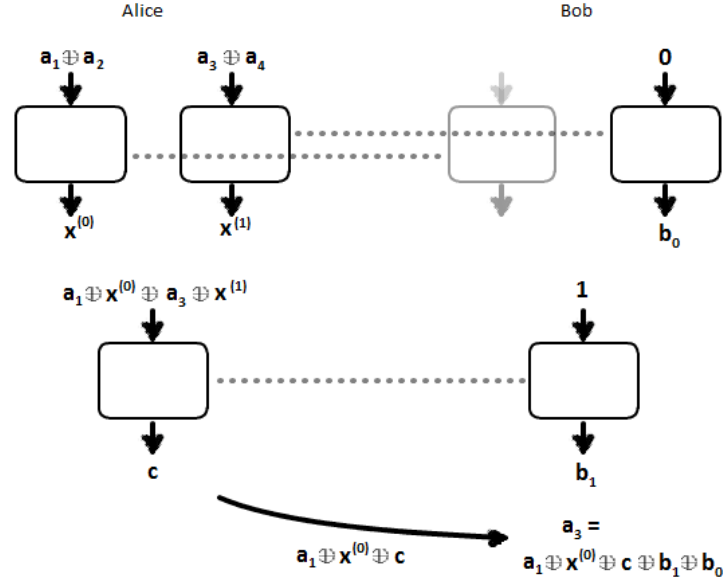 Alice Bob
a₁ ⊕ a₂ a₃ ⊕ a₄ 0
x⁽⁰⁾ x⁽¹⁾ b₀
a₁ ⊕ x⁽⁰⁾ ⊕ a₃ ⊕ x⁽¹⁾ 1
c b₁
a₃ =
a₁ ⊕ x⁽⁰⁾ ⊕ c a₁ ⊕ x⁽⁰⁾ ⊕ c ⊕ b₁ ⊕ b₀